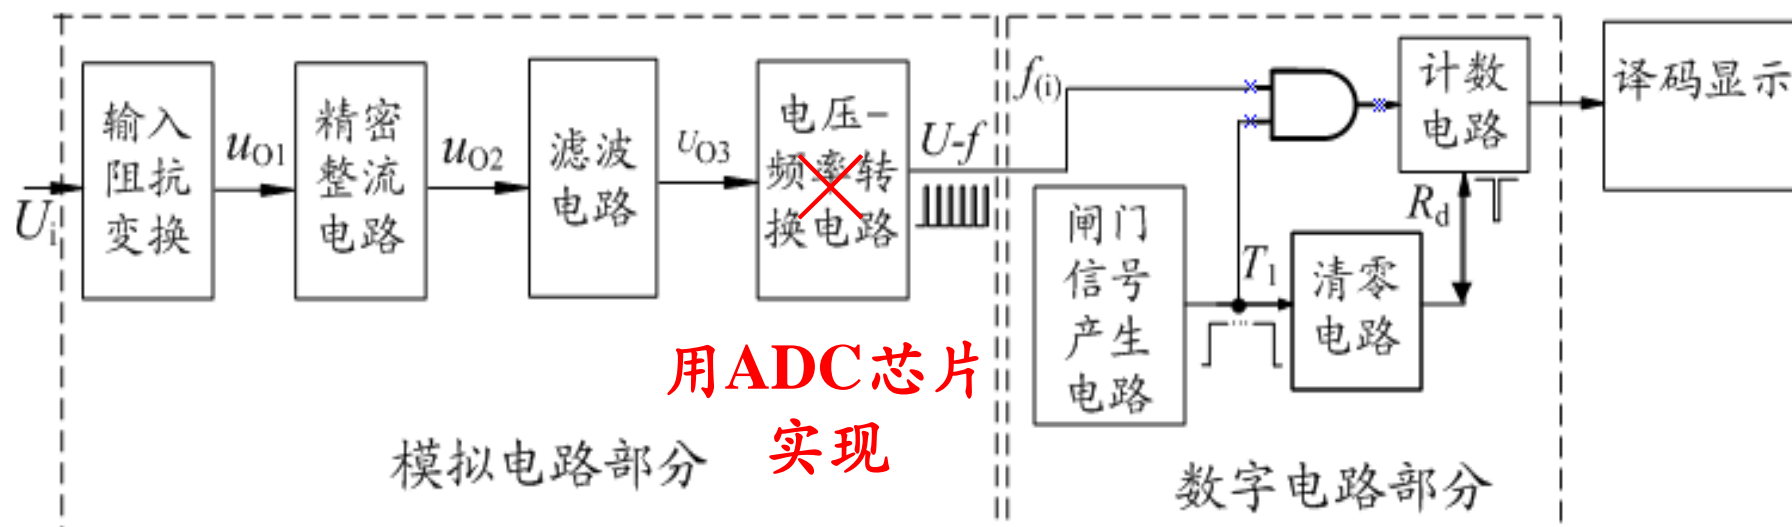 U_i
输入
阻抗
变换
u_O1
精密
整流
电路
u_O2
滤波
电路
U_O3
电压-
频率转
换电路
U-f
用ADC芯片
实现
模拟电路部分
f_(i)
闸门
信号
产生
电路
T_1
清零
电路
R_d
计数
电路
译码显示
数字电路部分